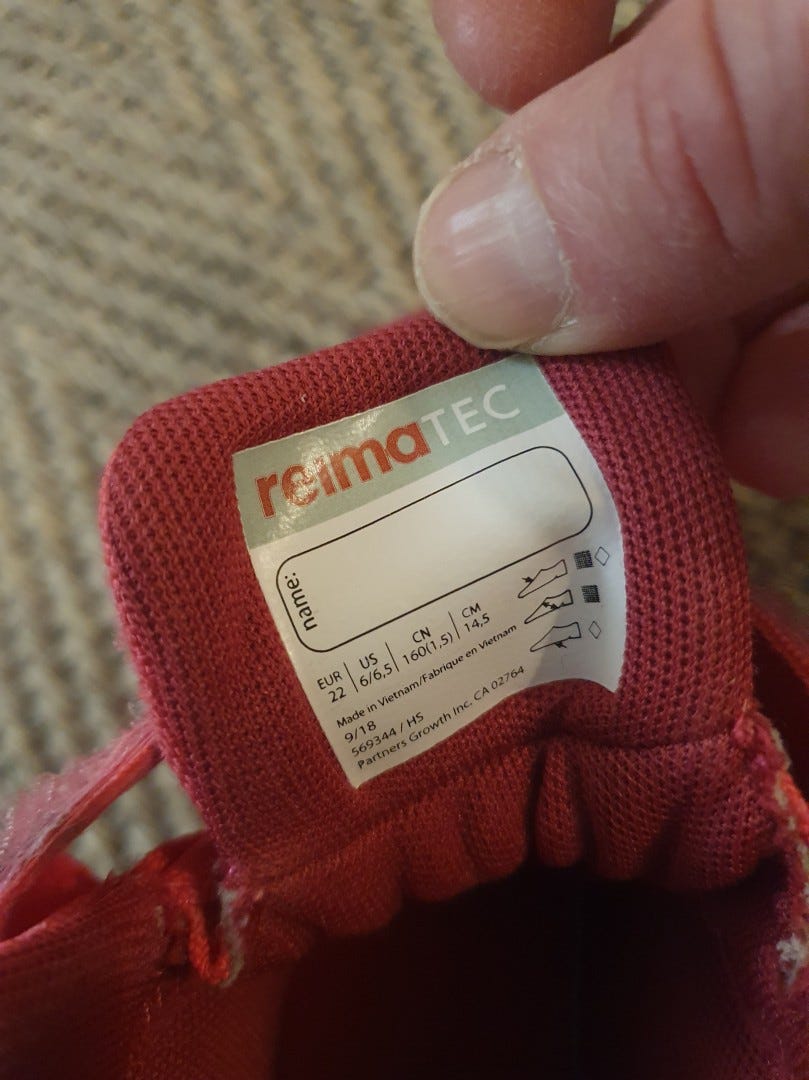 reimaTEC
name:
EUR | US | CN | CM
22 | 6/6,5 | 160(1,5) | 14,5
Made in Vietnam/Fabrique en Vietnam
9/18
569344 / HS
Partners Growth Inc. CA 02764